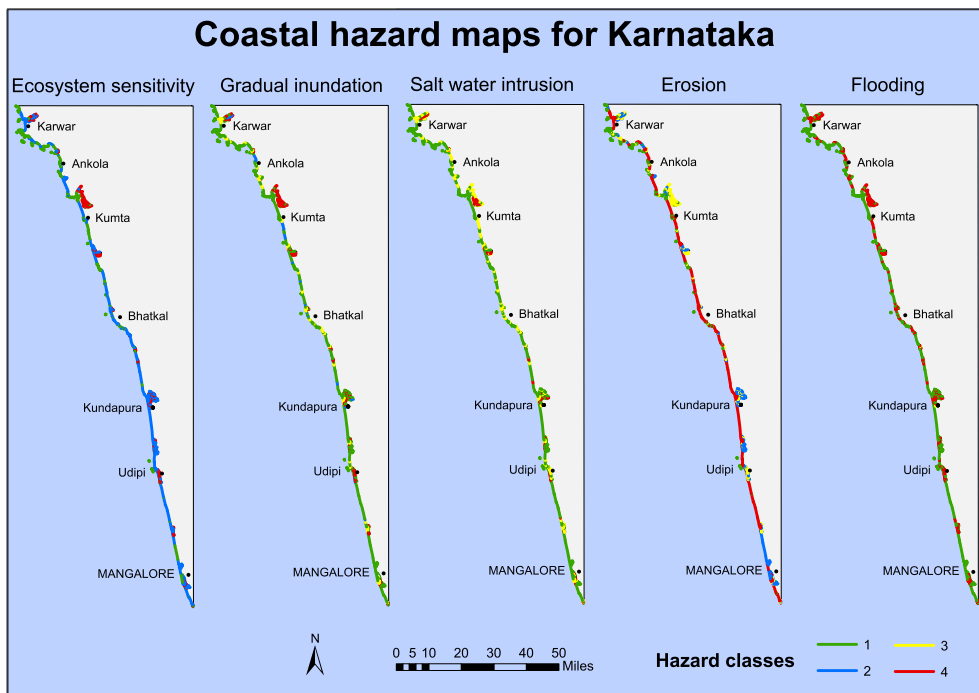 Coastal hazard maps for Karnataka
Ecosystem sensitivity
Karwar
Ankola
Kumta
Bhatkal
Kundapura
Udipi
MANGALORE
Gradual inundation
Karwar
Ankola
Kumta
Bhatkal
Kundapura
Udipi
MANGALORE
Salt water intrusion
Karwar
Ankola
Kumta
Bhatkal
Kundapura
Udipi
MANGALORE
Erosion
Karwar
Ankola
Kumta
Bhatkal
Kundapura
Udipi
MANGALORE
Flooding
Karwar
Ankola
Kumta
Bhatkal
Kundapura
Udipi
MANGALORE
N
0 5 10 20 30 40 50
Miles
Hazard classes
1
2
3
4